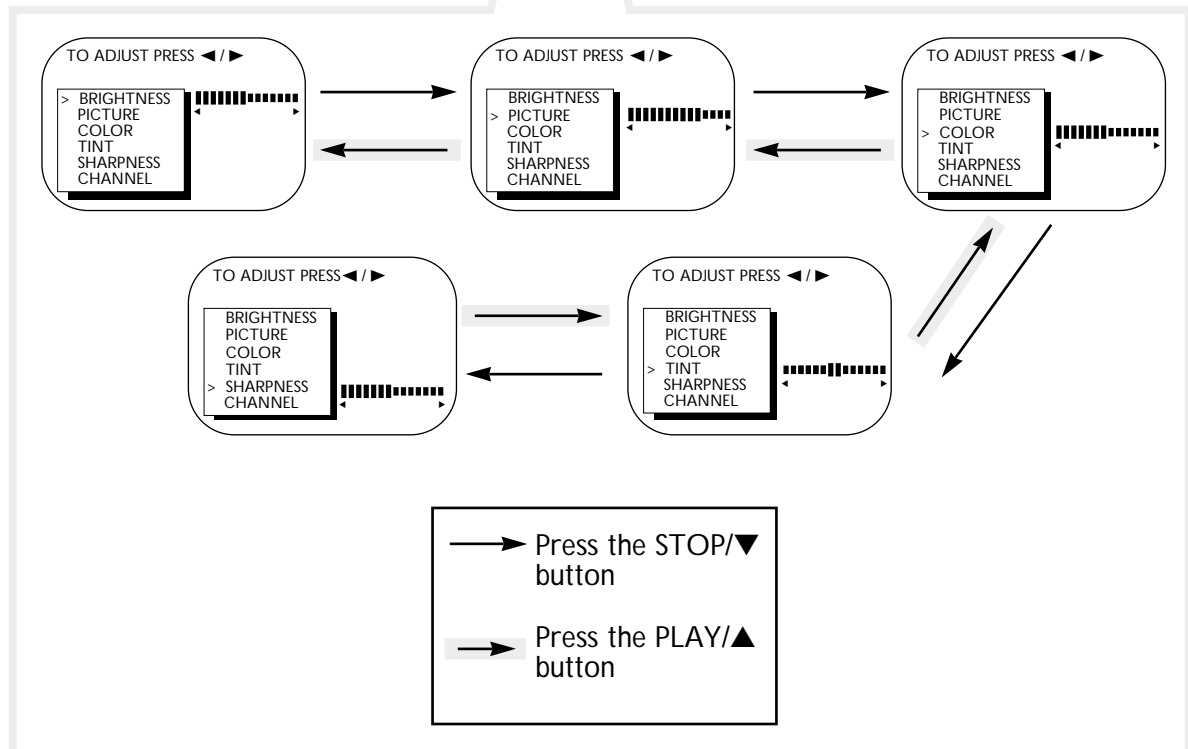 TO ADJUST PRESS ◄ / ►
> BRIGHTNESS
PICTURE
COLOR
TINT
SHARPNESS
CHANNEL
TO ADJUST PRESS ◄ / ►
BRIGHTNESS
> PICTURE
COLOR
TINT
SHARPNESS
CHANNEL
TO ADJUST PRESS ◄ / ►
BRIGHTNESS
PICTURE
> COLOR
TINT
SHARPNESS
CHANNEL
TO ADJUST PRESS ◄ / ►
BRIGHTNESS
PICTURE
COLOR
TINT
> SHARPNESS
CHANNEL
TO ADJUST PRESS ◄ / ►
BRIGHTNESS
PICTURE
COLOR
> TINT
SHARPNESS
CHANNEL
Press the STOP/▼
button
Press the PLAY/▲
button